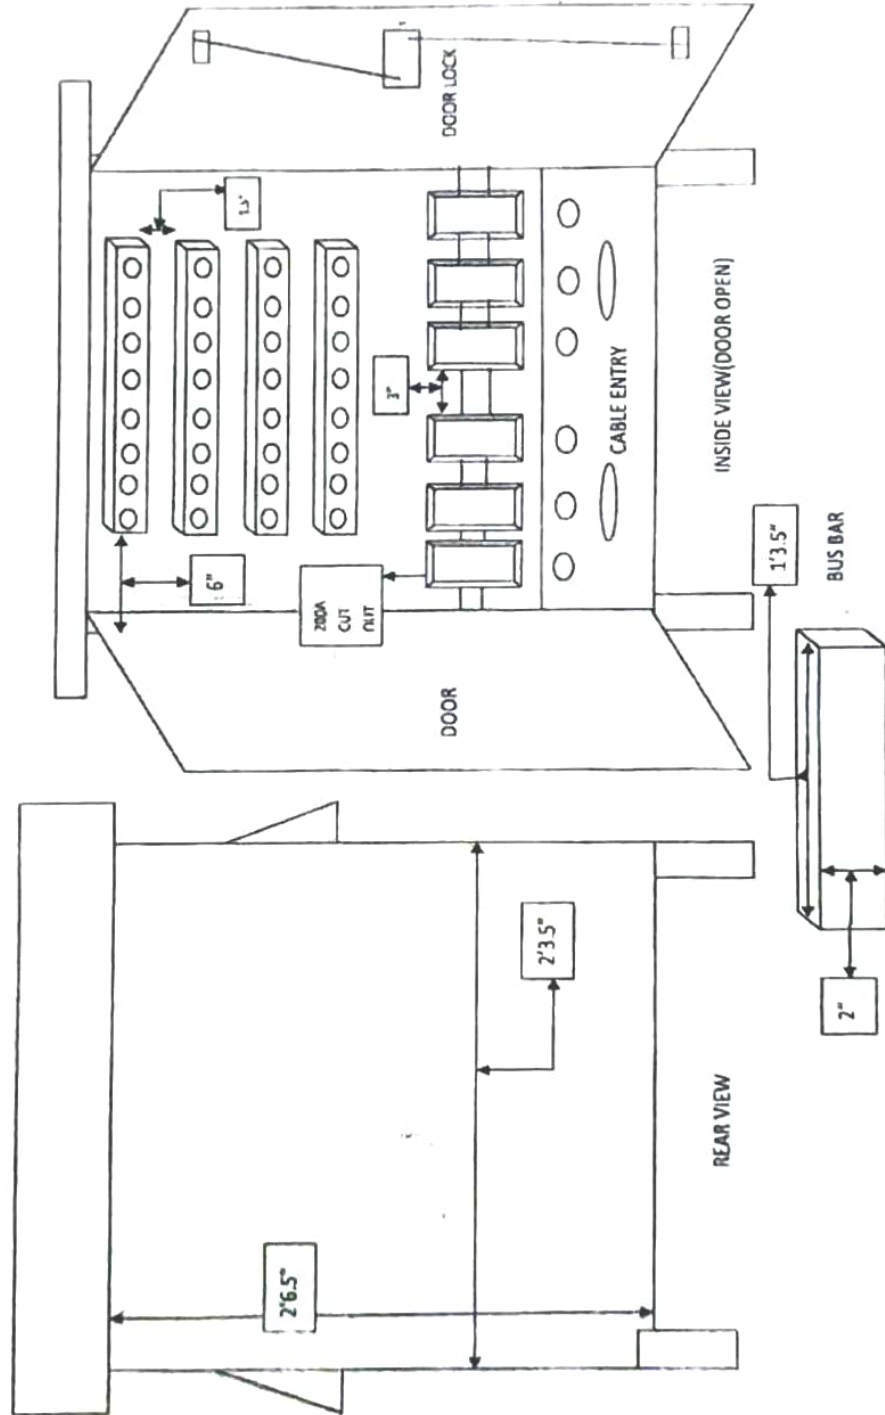 2'6.5"
2'3.5"
REAR VIEW
6"
1.5"
200A
CUT
OUT
3"
DOOR
DOOR LOCK
CABLE ENTRY
INSIDE VIEW(DOOR OPEN)
1'3.5"
2"
BUS BAR